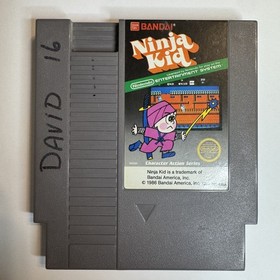 DAVID 16
BANDAI
Ninja
Kid
Nintendo
ENTERTAINMENT SYSTEM
Character Action Series
Ninja Kid is a trademark of
Bandai America, Inc.
© 1986 Bandai America, Inc.